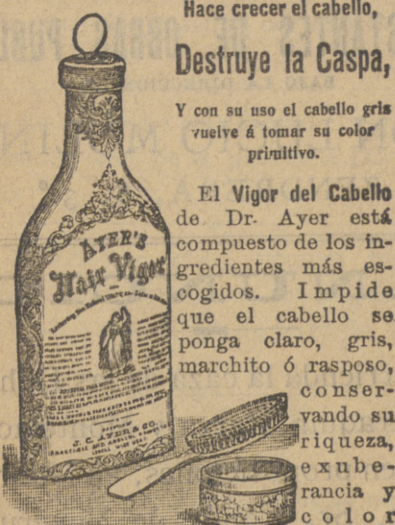 Hace crecer el cabello,
Destruye la Caspa,
Y con su uso el cabello gris
vuelve á tomar su color
primitivo.
El Vigor del Cabello
de Dr. Ayer está
compuesto de los in-
gredientes más es-
cogidos. Impide
que el cabello se
ponga claro, gris,
marchito ó rasposo,
conser-
vando su
riqueza,
exube-
rancia y
color
AYER'S
Hair Vigor
J. C. AYER & CO.